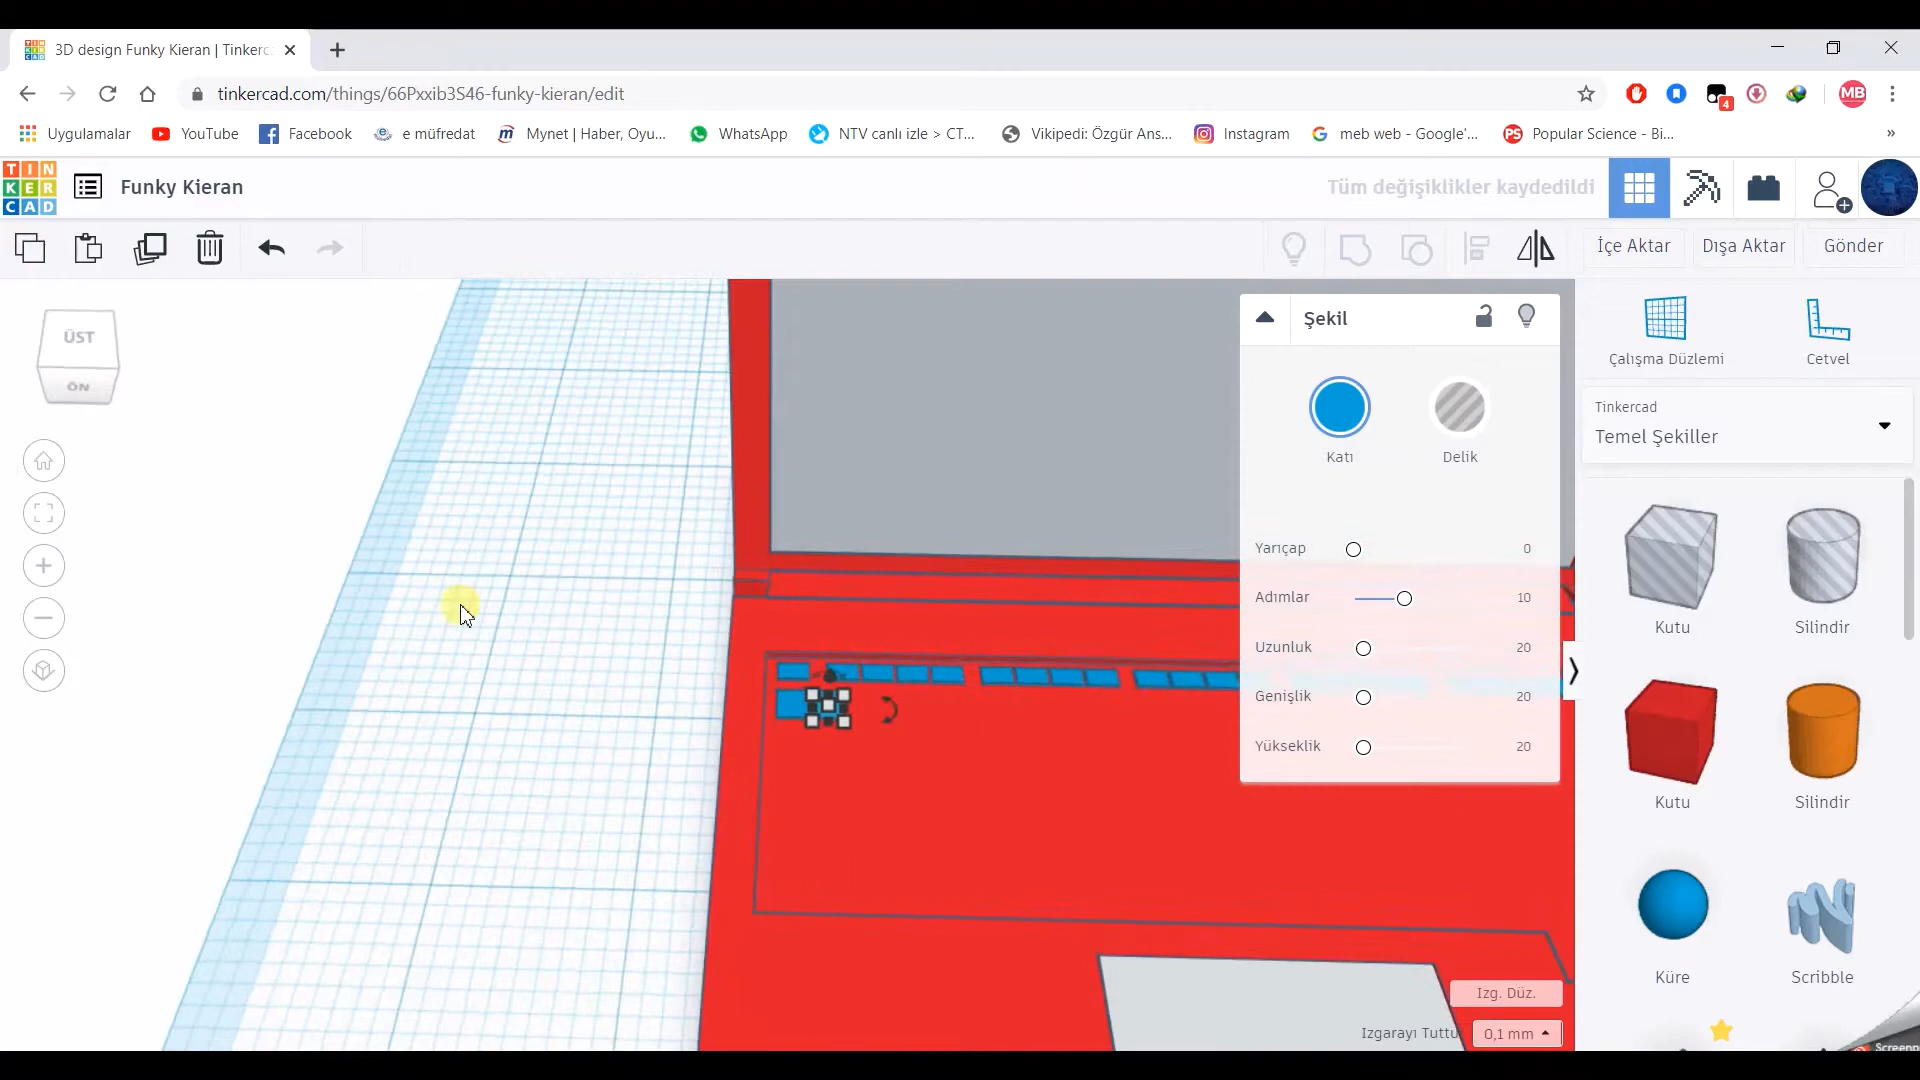 3D design Funky Kieran | Tinkerc
tinkercad.com/things/66Pxxib3S46-funky-kieran/edit
4
MB
Uygulamalar
YouTube
Facebook
e müfredat
Mynet | Haber, Oyu...
WhatsApp
NTV canlı izle > CT...
Vikipedi: Özgür Ans...
Instagram
meb web - Google'...
PS
Popular Science - Bi...
TIN
KER
CAD
Funky Kieran
Tüm değişiklikler kaydedildi
İçe Aktar
Dışa Aktar
Gönder
ÜST
ÖN
Şekil
Katı
Delik
Yarıçap
0
Adımlar
10
Uzunluk
20
Genişlik
20
Yükseklik
20
Çalışma Düzlemi
Cetvel
Tinkercad
Temel Şekiller
Kutu
Silindir
Kutu
Silindir
Küre
Scribble
Izg. Düz.
Izgarayı Tuttu
0,1 mm
Screenp